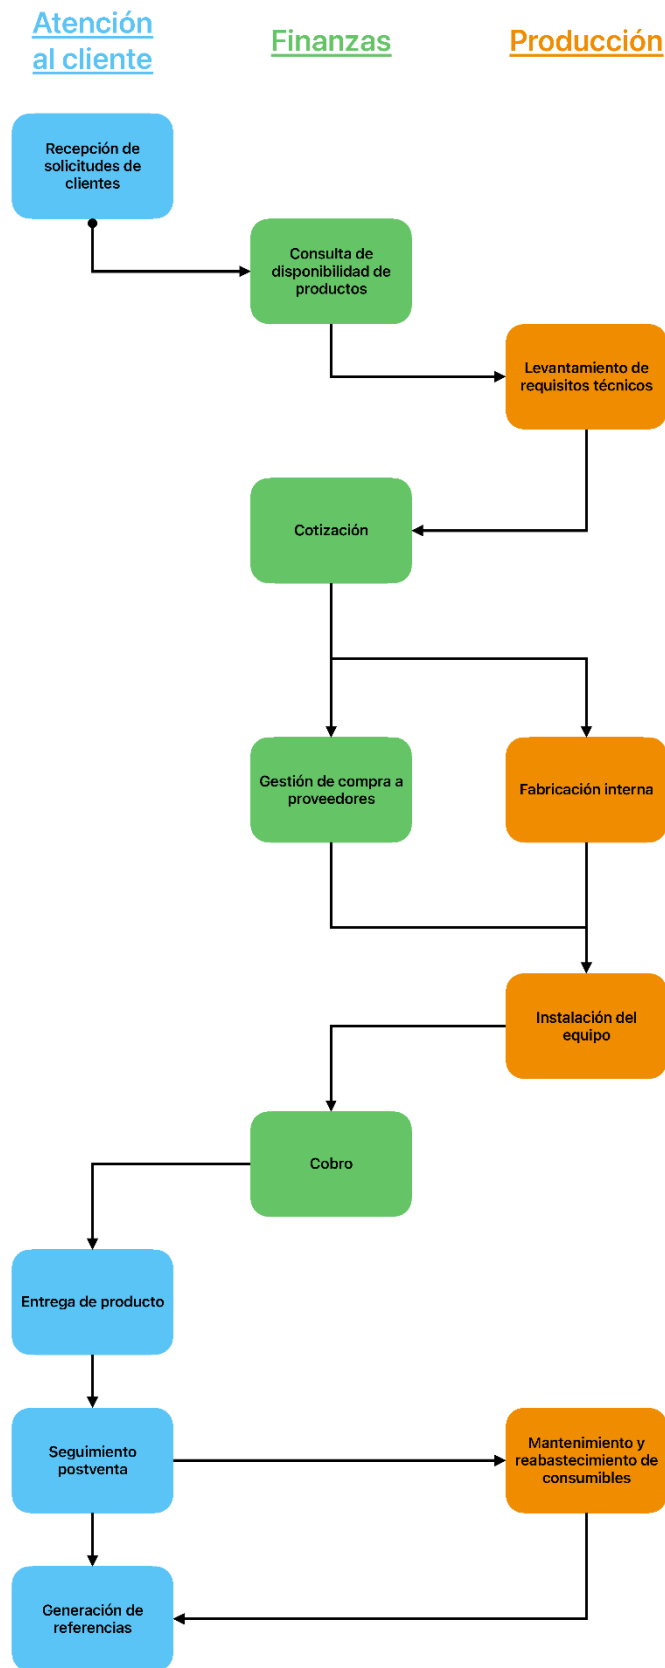 Atención
al cliente
Finanzas
Producción
Recepción de
solicitudes de
clientes
Consulta de
disponibilidad de
productos
Levantamiento de
requisitos técnicos
Cotización
Gestión de compra a
proveedores
Fabricación interna
Instalación del
equipo
Cobro
Entrega de producto
Seguimiento
postventa
Mantenimiento y
reabastecimiento de
consumibles
Generación de
referencias